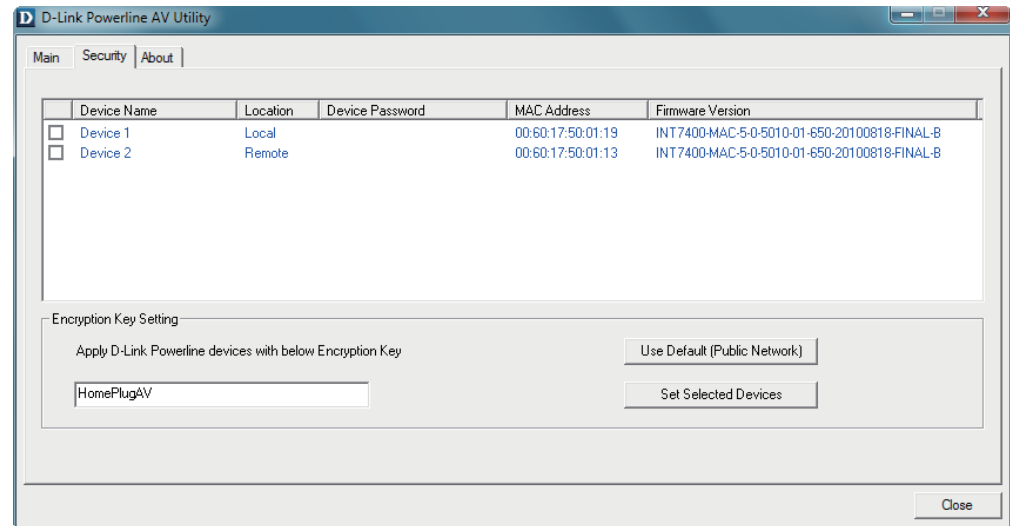 D-Link Powerline AV Utility
Main Security About
Device Name Location Device Password MAC Address Firmware Version
Device 1 Local 00:60:17:50:01:19 INT7400-MAC-5-0-5010-01-650-20100818-FINAL-B
Device 2 Remote 00:60:17:50:01:13 INT7400-MAC-5-0-5010-01-650-20100818-FINAL-B
Encryption Key Setting
Apply D-Link Powerline devices with below Encryption Key Use Default (Public Network)
HomePlugAV Set Selected Devices
Close